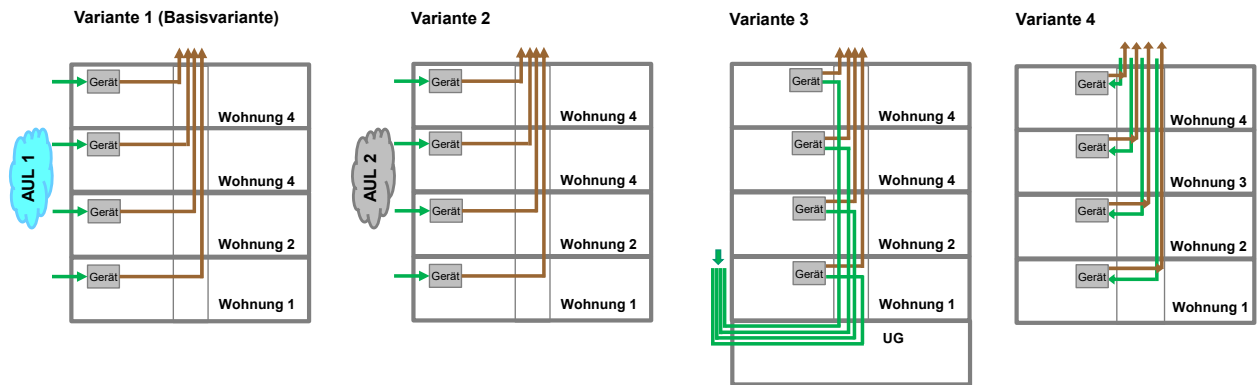 Variante 1 (Basisvariante)
Gerät
Wohnung 4
Gerät
Wohnung 4
AUL 1
Gerät
Wohnung 2
Gerät
Wohnung 1
Variante 2
Gerät
Wohnung 4
Gerät
Wohnung 4
AUL 2
Gerät
Wohnung 2
Gerät
Wohnung 1
Variante 3
Gerät
Wohnung 4
Gerät
Wohnung 4
Gerät
Wohnung 2
Gerät
Wohnung 1
UG
Variante 4
Gerät
Wohnung 4
Gerät
Wohnung 3
Gerät
Wohnung 2
Gerät
Wohnung 1